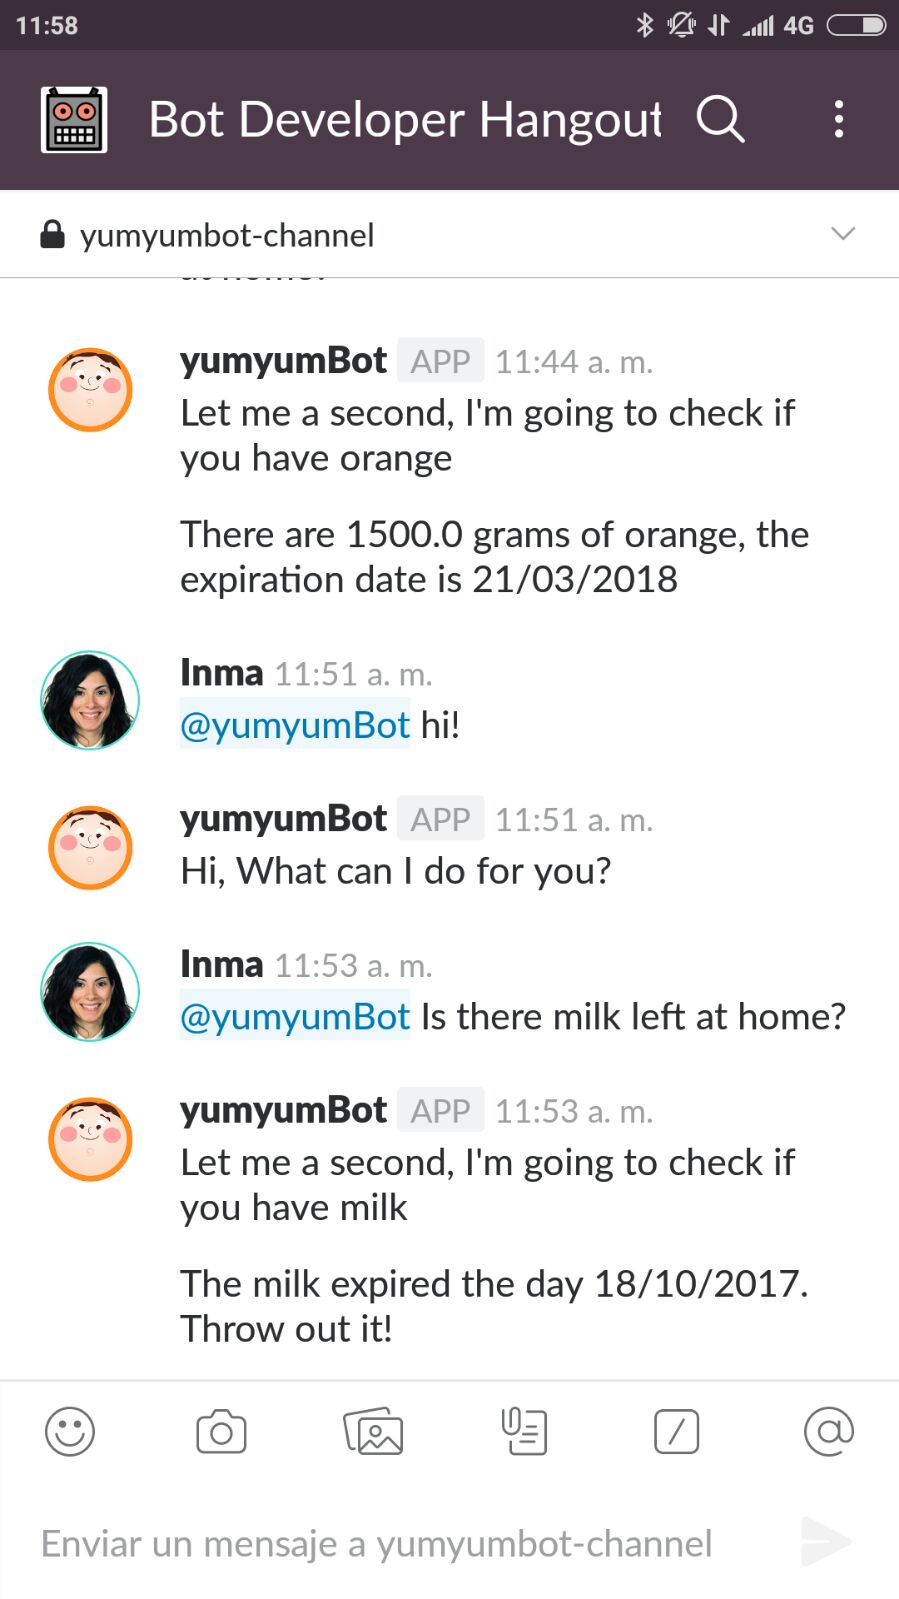 11:58
4G
Bot Developer Hangout
yumyumbot-channel
yumyumBot APP 11:44 a. m.
Let me a second, I'm going to check if
you have orange
There are 1500.0 grams of orange, the
expiration date is 21/03/2018
Inma 11:51 a. m.
@yumyumBot hi!
yumyumBot APP 11:51 a. m.
Hi, What can I do for you?
Inma 11:53 a. m.
@yumyumBot Is there milk left at home?
yumyumBot APP 11:53 a. m.
Let me a second, I'm going to check if
you have milk
The milk expired the day 18/10/2017.
Throw out it!
Enviar un mensaje a yumyumbot-channel